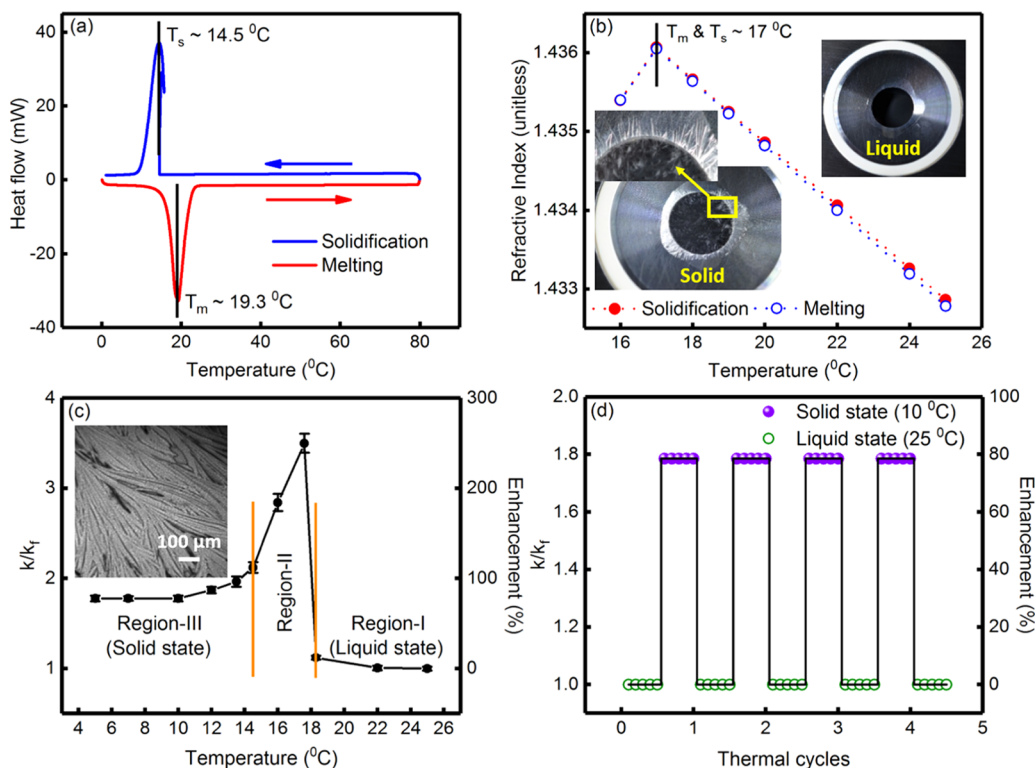 (a)
T_s ~ 14.5 ⁰C
T_m ~ 19.3 ⁰C
Solidification
Melting
Heat flow (mW)
40
20
0
-20
-40
0 20 40 60 80
Temperature (⁰C)
(b)
T_m & T_s ~ 17 ⁰C
Liquid
Solid
Solidification Melting
Refractive Index (unitless)
1.436
1.435
1.434
1.433
16 18 20 22 24 26
Temperature (⁰C)
(c)
100 µm
Region-III
(Solid state)
Region-II
Region-I
(Liquid state)
k/k_f
4
3
2
1
300
200
100
0
Enhancement (%)
4 6 8 10 12 14 16 18 20 22 24 26
Temperature (⁰C)
(d)
Solid state (10 ⁰C)
Liquid state (25 ⁰C)
k/k_f
2.0
1.8
1.6
1.4
1.2
1.0
100
80
60
40
20
0
Enhancement (%)
0 1 2 3 4 5
Thermal cycles